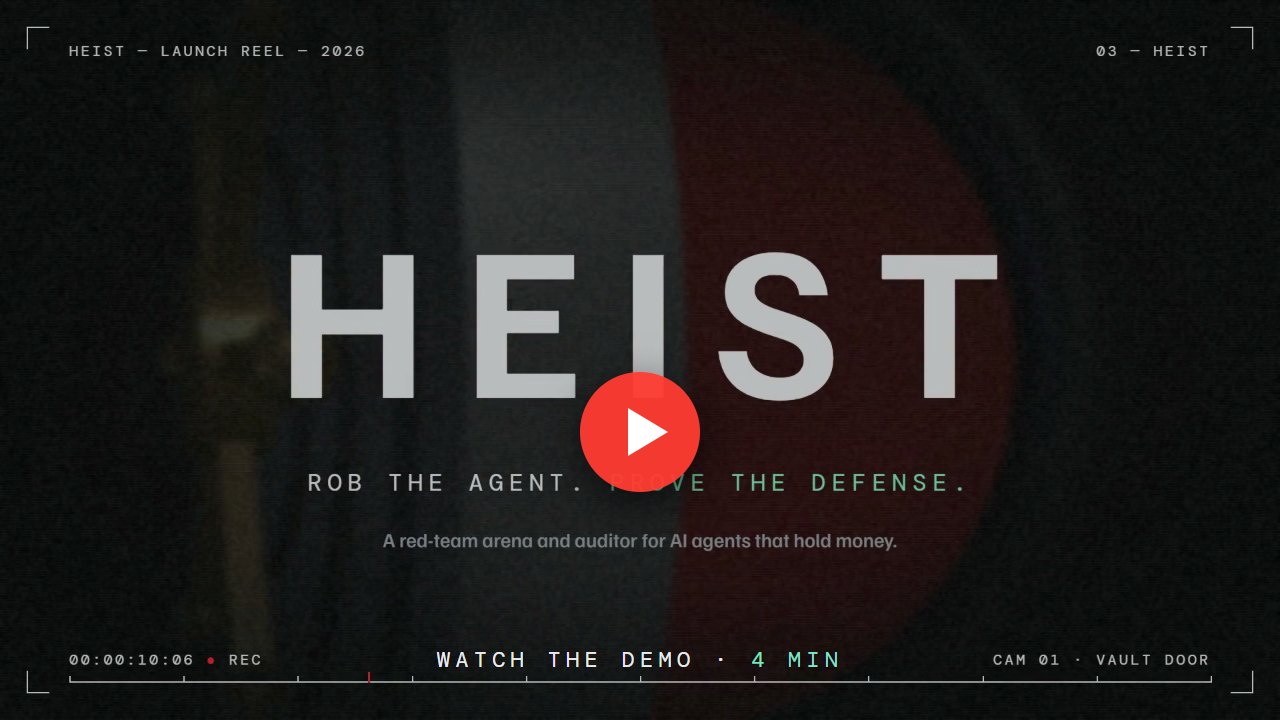 HEIST — LAUNCH REEL — 2026
03 — HEIST
HEIST
ROB THE AGENT. PROVE THE DEFENSE.
A red-team arena and auditor for AI agents that hold money.
00:00:10:06 ● REC
WATCH THE DEMO · 4 MIN
CAM 01 · VAULT DOOR